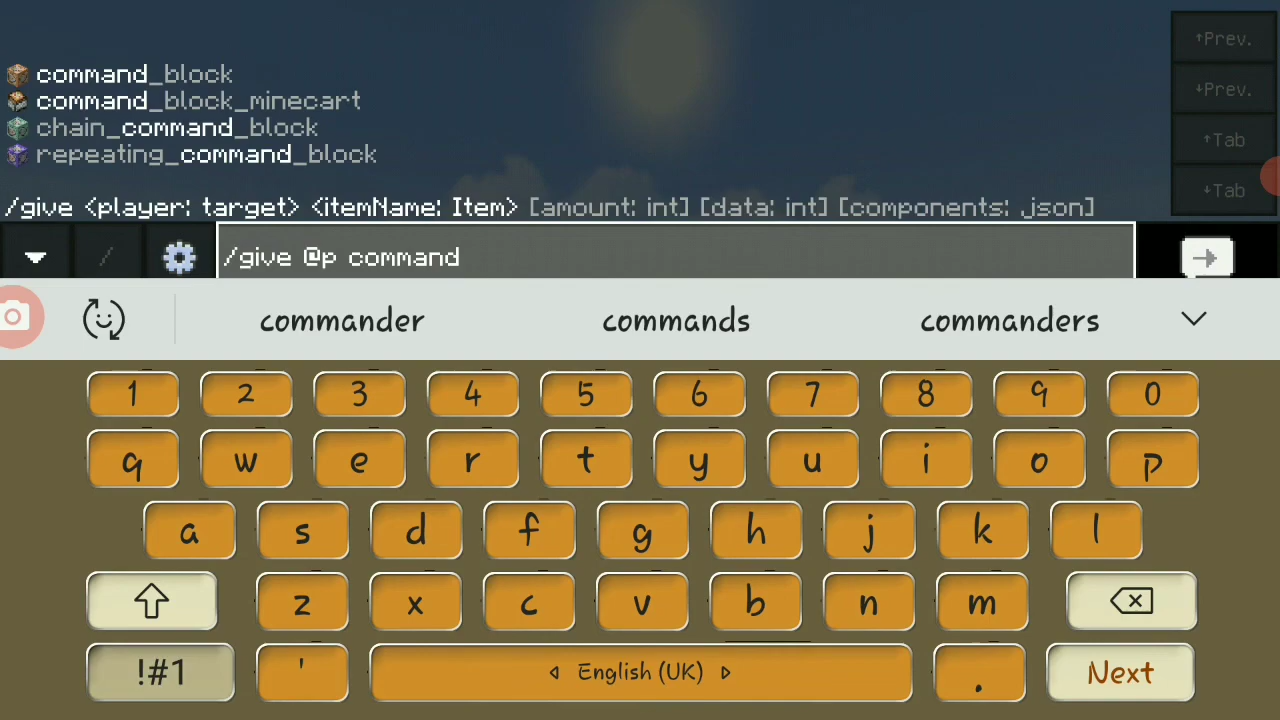 ↑Prev.
command_block
↓Prev.
command_block_minecart
chain_command_block
↑Tab
repeating_command_block
↓Tab
/give <player: target> <itemName: Item> [amount: int] [data: int] [components: json]
/ /give @p command
commander commands commanders
1 2 3 4 5 6 7 8 9 0
q w e r t y u i o p
a s d f g h j k l
z x c v b n m
!#1 ' English (UK) . Next